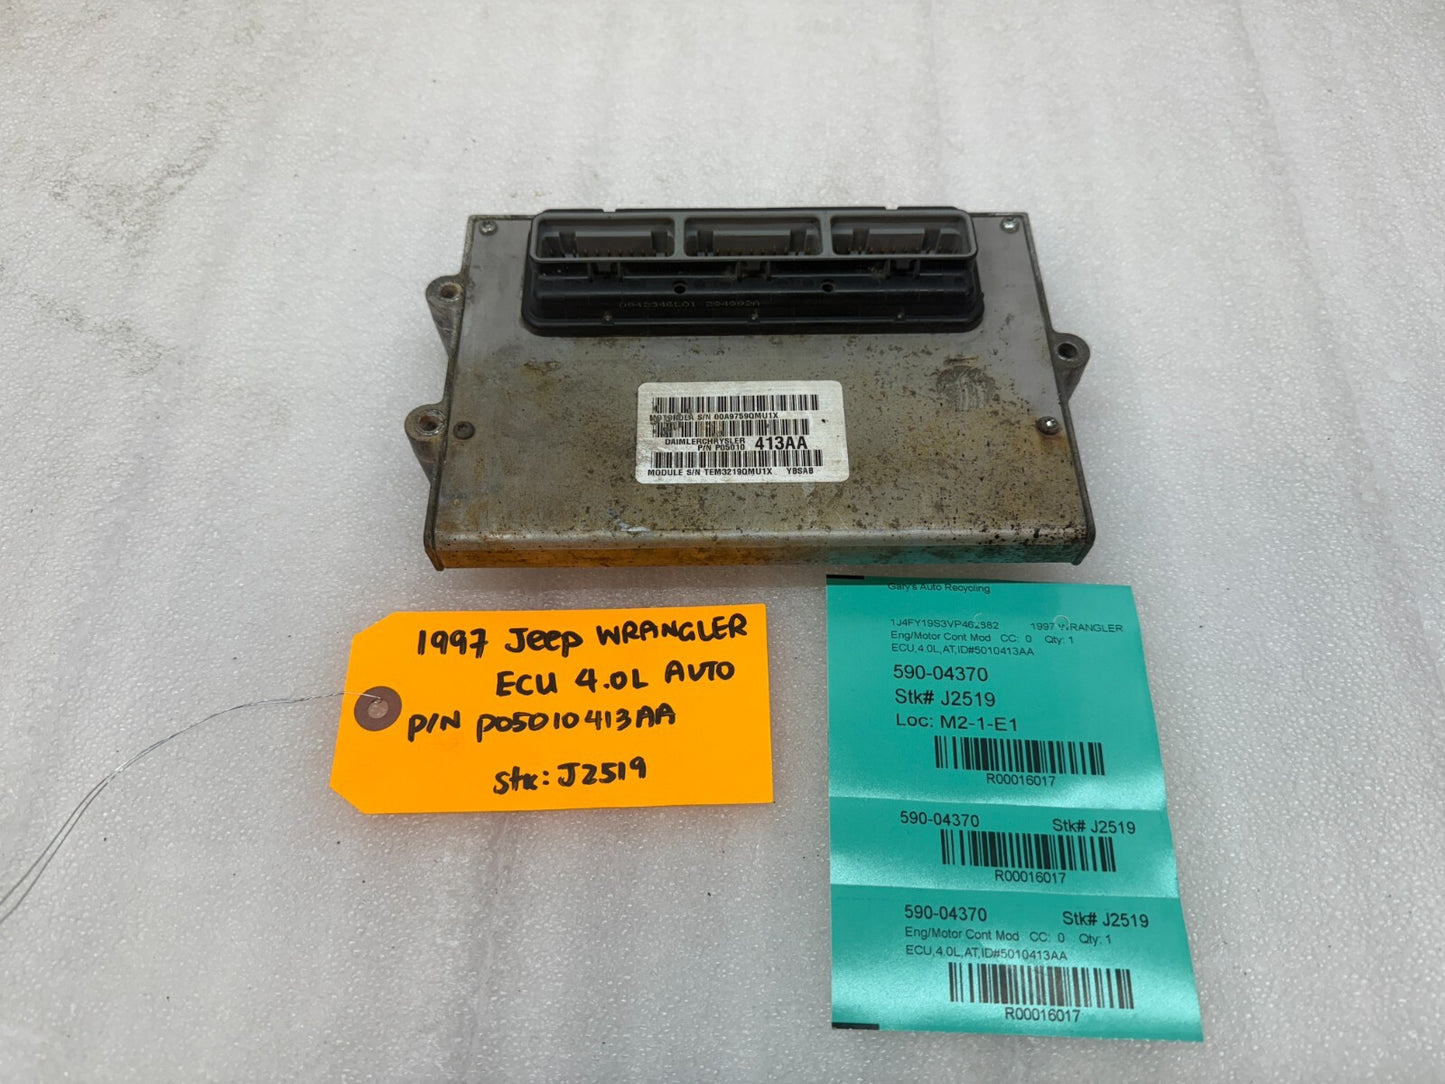 0942346L01 294982A
MOTOROLA S/N 00A9759QMU1X
DAIMLERCHRYSLER
P/N P05010 413AA
MODULE S/N TEM3219QMU1X YBSAB
1997 Jeep WRANGLER
ECU 4.0L AUTO
P/N P05010413AA
Stk: J2519
Gary's Auto Recycling
1J4FY19S3VP462882 1997 WRANGLER
Eng/Motor Cont Mod CC: 0 Qty: 1
ECU,4.0L,AT,ID#5010413AA
590-04370
Stk# J2519
Loc: M2-1-E1
R00016017
590-04370 Stk# J2519
R00016017
590-04370 Stk# J2519
Eng/Motor Cont Mod CC: 0 Qty: 1
ECU,4.0L,AT,ID#5010413AA
R00016017